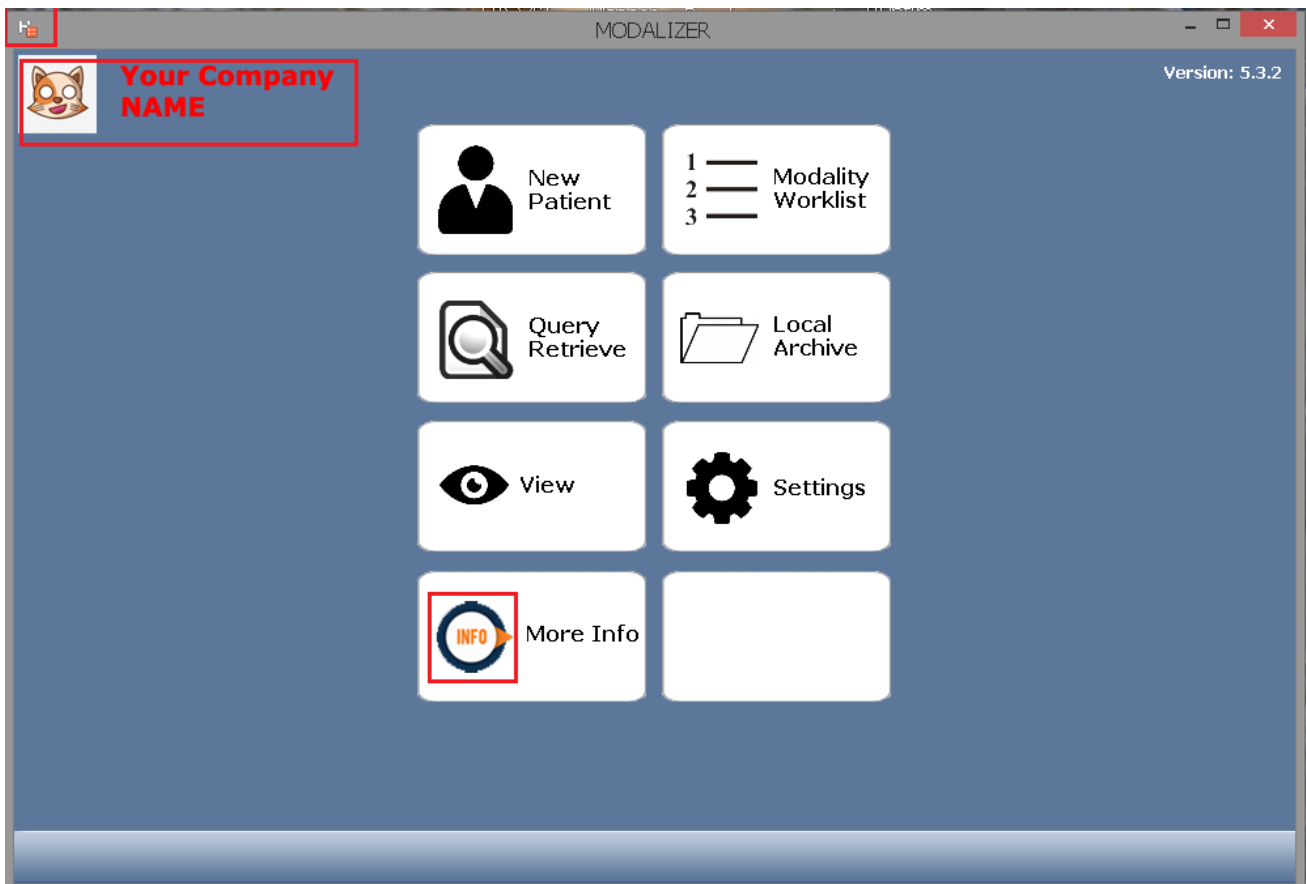 MODALIZER
Your Company
NAME
Version: 5.3.2
New
Patient
1
2
3
Modality
Worklist
Query
Retrieve
Local
Archive
View
Settings
INFO
More Info